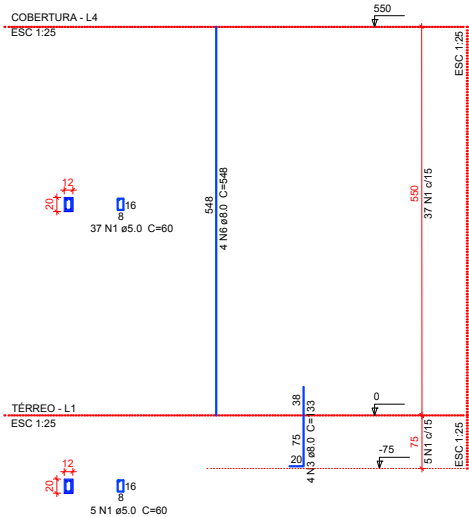 COBERTURA - L4
ESC 1:25
550
ESC 1:25
12
20
16
8
37 N1 ø5.0 C=60
548
4 N6 ø8.0 C=548
550
37 N1 c/15
TÉRREO - L1
ESC 1:25
0
38
75
20
4 N3 ø8.0 C=133
-75
75
5 N1 c/15
ESC 1:25
12
20
16
8
5 N1 ø5.0 C=60